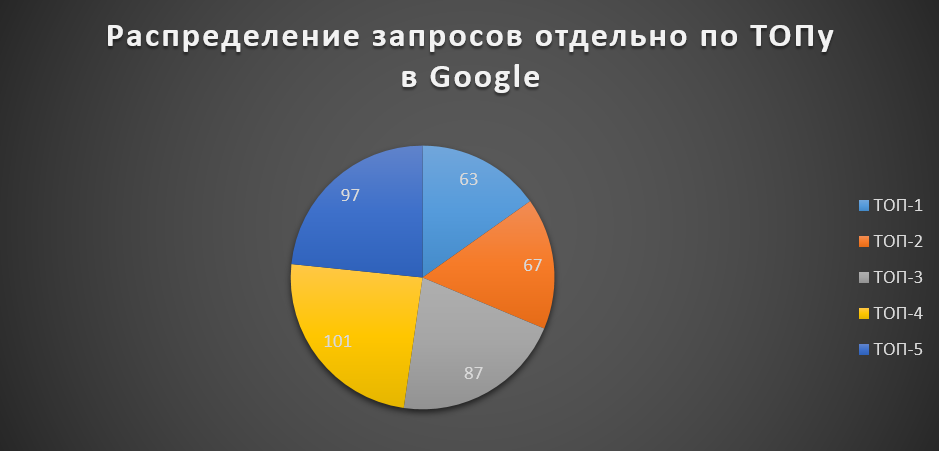 Распределение запросов отдельно по ТОПу
в Google
63
97
67
101
87
ТОП-1
ТОП-2
ТОП-3
ТОП-4
ТОП-5